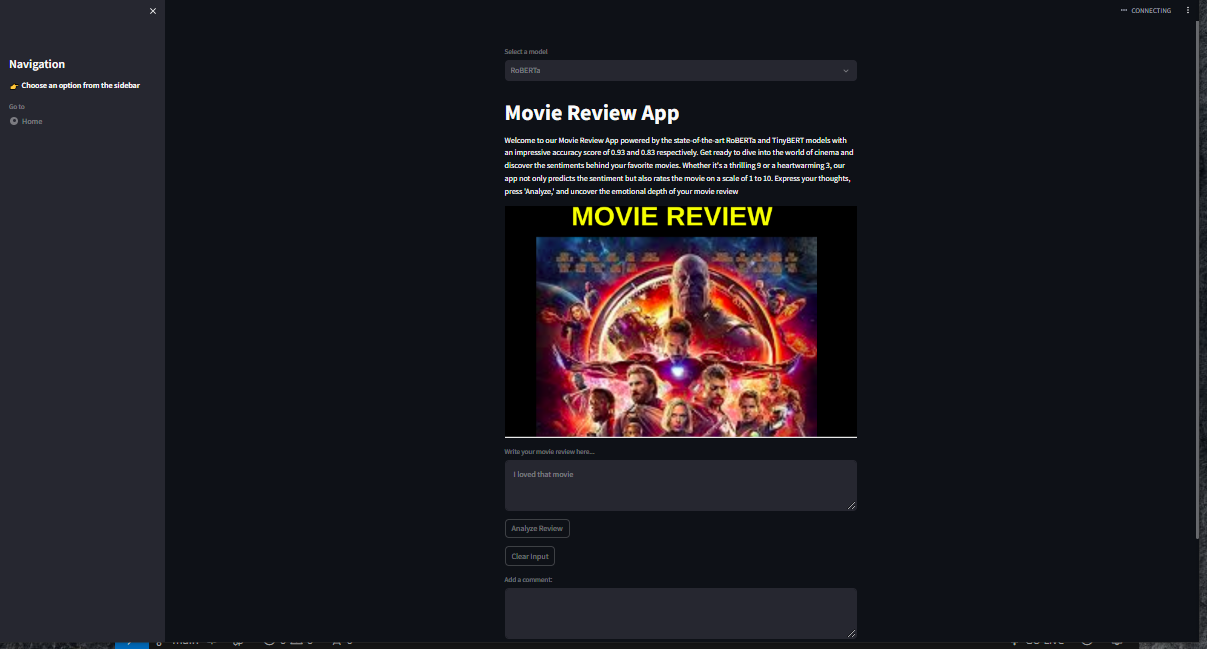 CONNECTING
Navigation
Choose an option from the sidebar
Go to
Home
Select a model
RoBERTa
Movie Review App
Welcome to our Movie Review App powered by the state-of-the-art RoBERTa and TinyBERT models with
an impressive accuracy score of 0.93 and 0.83 respectively. Get ready to dive into the world of cinema and
discover the sentiments behind your favorite movies. Whether it's a thrilling 9 or a heartwarming 3, our
app not only predicts the sentiment but also rates the movie on a scale of 1 to 10. Express your thoughts,
press 'Analyze,' and uncover the emotional depth of your movie review
MOVIE REVIEW
Write your movie review here...
I loved that movie
Analyze Review
Clear Input
Add a comment: